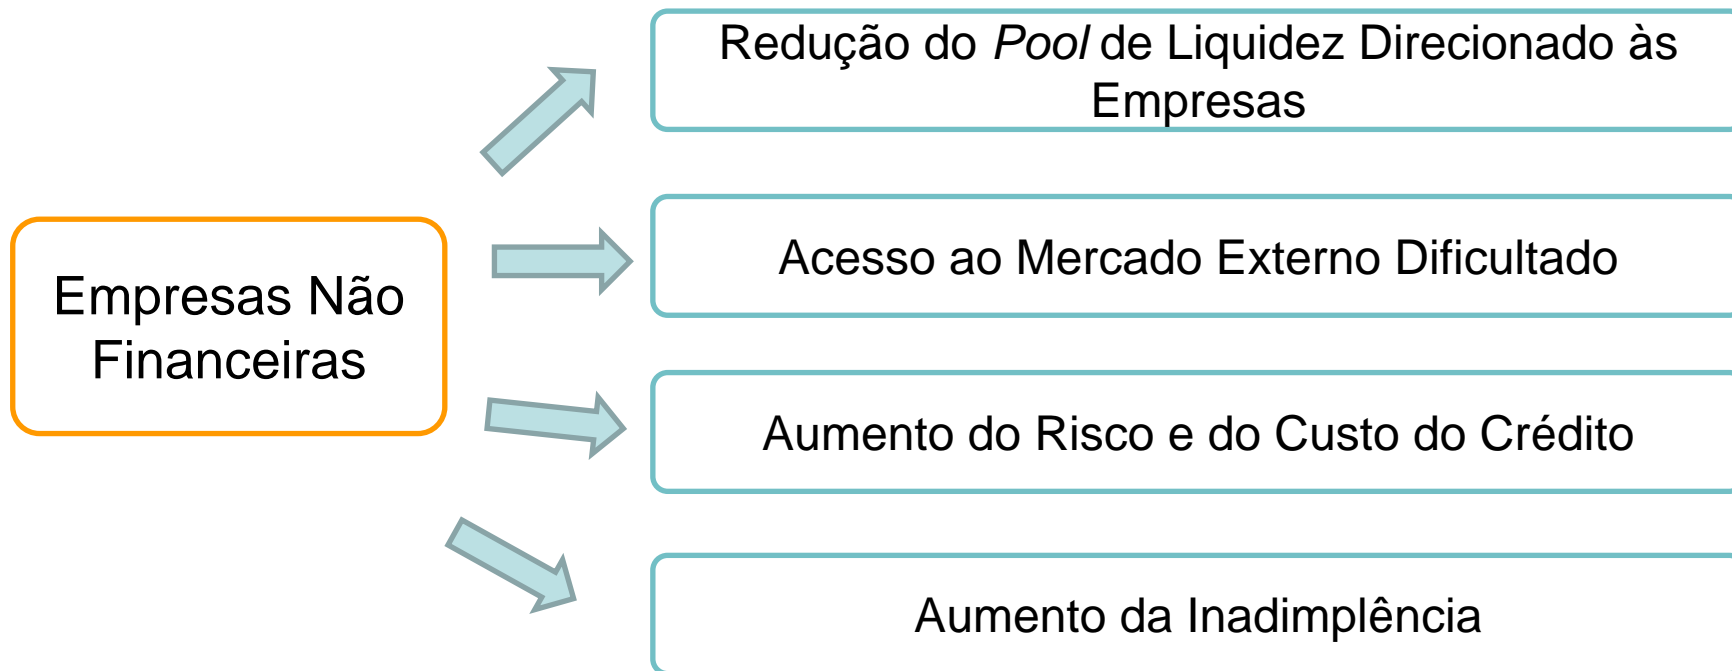 Redução do Pool de Liquidez Direcionado às
Empresas
Acesso ao Mercado Externo Dificultado
Empresas Não
Financeiras
Aumento do Risco e do Custo do Crédito
Aumento da Inadimplência